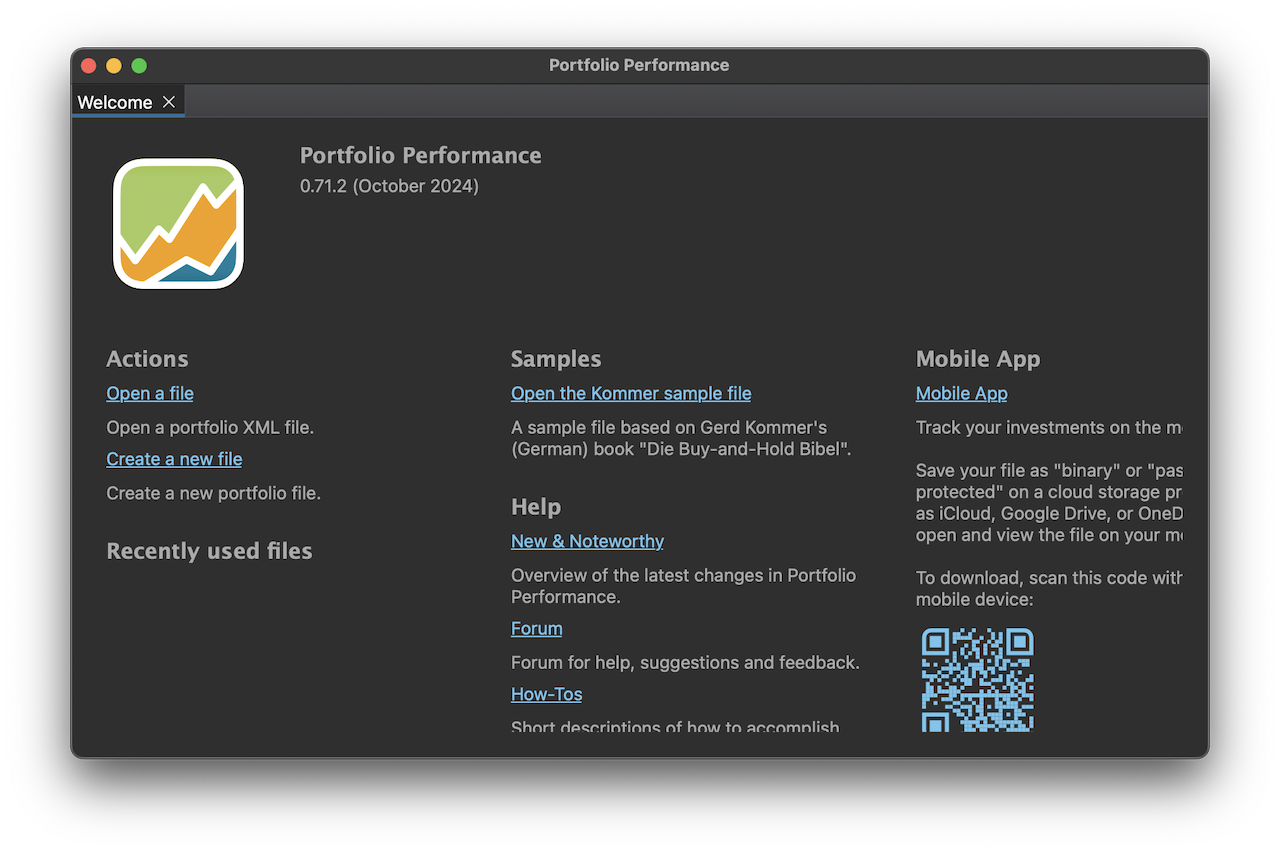 Portfolio Performance
Welcome
Portfolio Performance
0.71.2 (October 2024)
Actions
Open a file
Open a portfolio XML file.
Create a new file
Create a new portfolio file.
Recently used files
Samples
Open the Kommer sample file
A sample file based on Gerd Kommer's
(German) book "Die Buy-and-Hold Bibel".
Help
New & Noteworthy
Overview of the latest changes in Portfolio
Performance.
Forum
Forum for help, suggestions and feedback.
How-Tos
Short descriptions of how to accomplish
Mobile App
Mobile App
Track your investments on the
Save your file as "binary" or "pas
protected" on a cloud storage pr
as iCloud, Google Drive, or OneD
open and view the file on your
To download, scan this code with
mobile device: